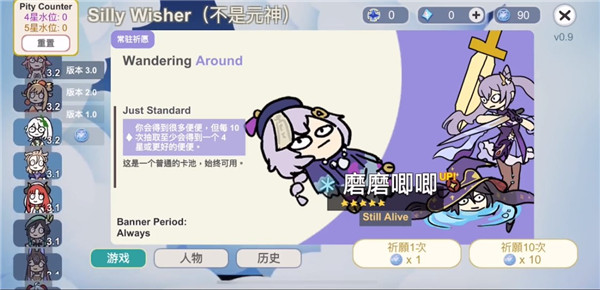 Pity Counter
4星水位: 0
5星水位: 0
重置
Silly Wisher（不是元神）
0
0
90
v0.9
3.2
版本 3.0
3.2
版本 2.0
3.2
版本 1.0
3.1
3.1
3.1
常驻祈愿
Wandering Around
Just Standard
你会得到很多便便，但每 10
次抽取至少会得到一个 4
星或更好的便便。
这是一个普通的卡池，始终可用。
Banner Period:
Always
磨磨唧唧
UP!
Still Alive
游戏
人物
历史
祈願1次
x 1
祈願10次
x 10